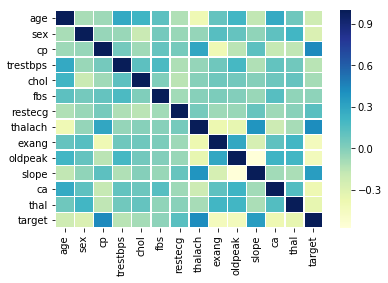 age
sex
cp
trestbps
chol
fbs
restecg
thalach
exang
oldpeak
slope
ca
thal
target
age
sex
cp
trestbps
chol
fbs
restecg
thalach
exang
oldpeak
slope
ca
thal
target
0.9
0.6
0.3
0.0
−0.3